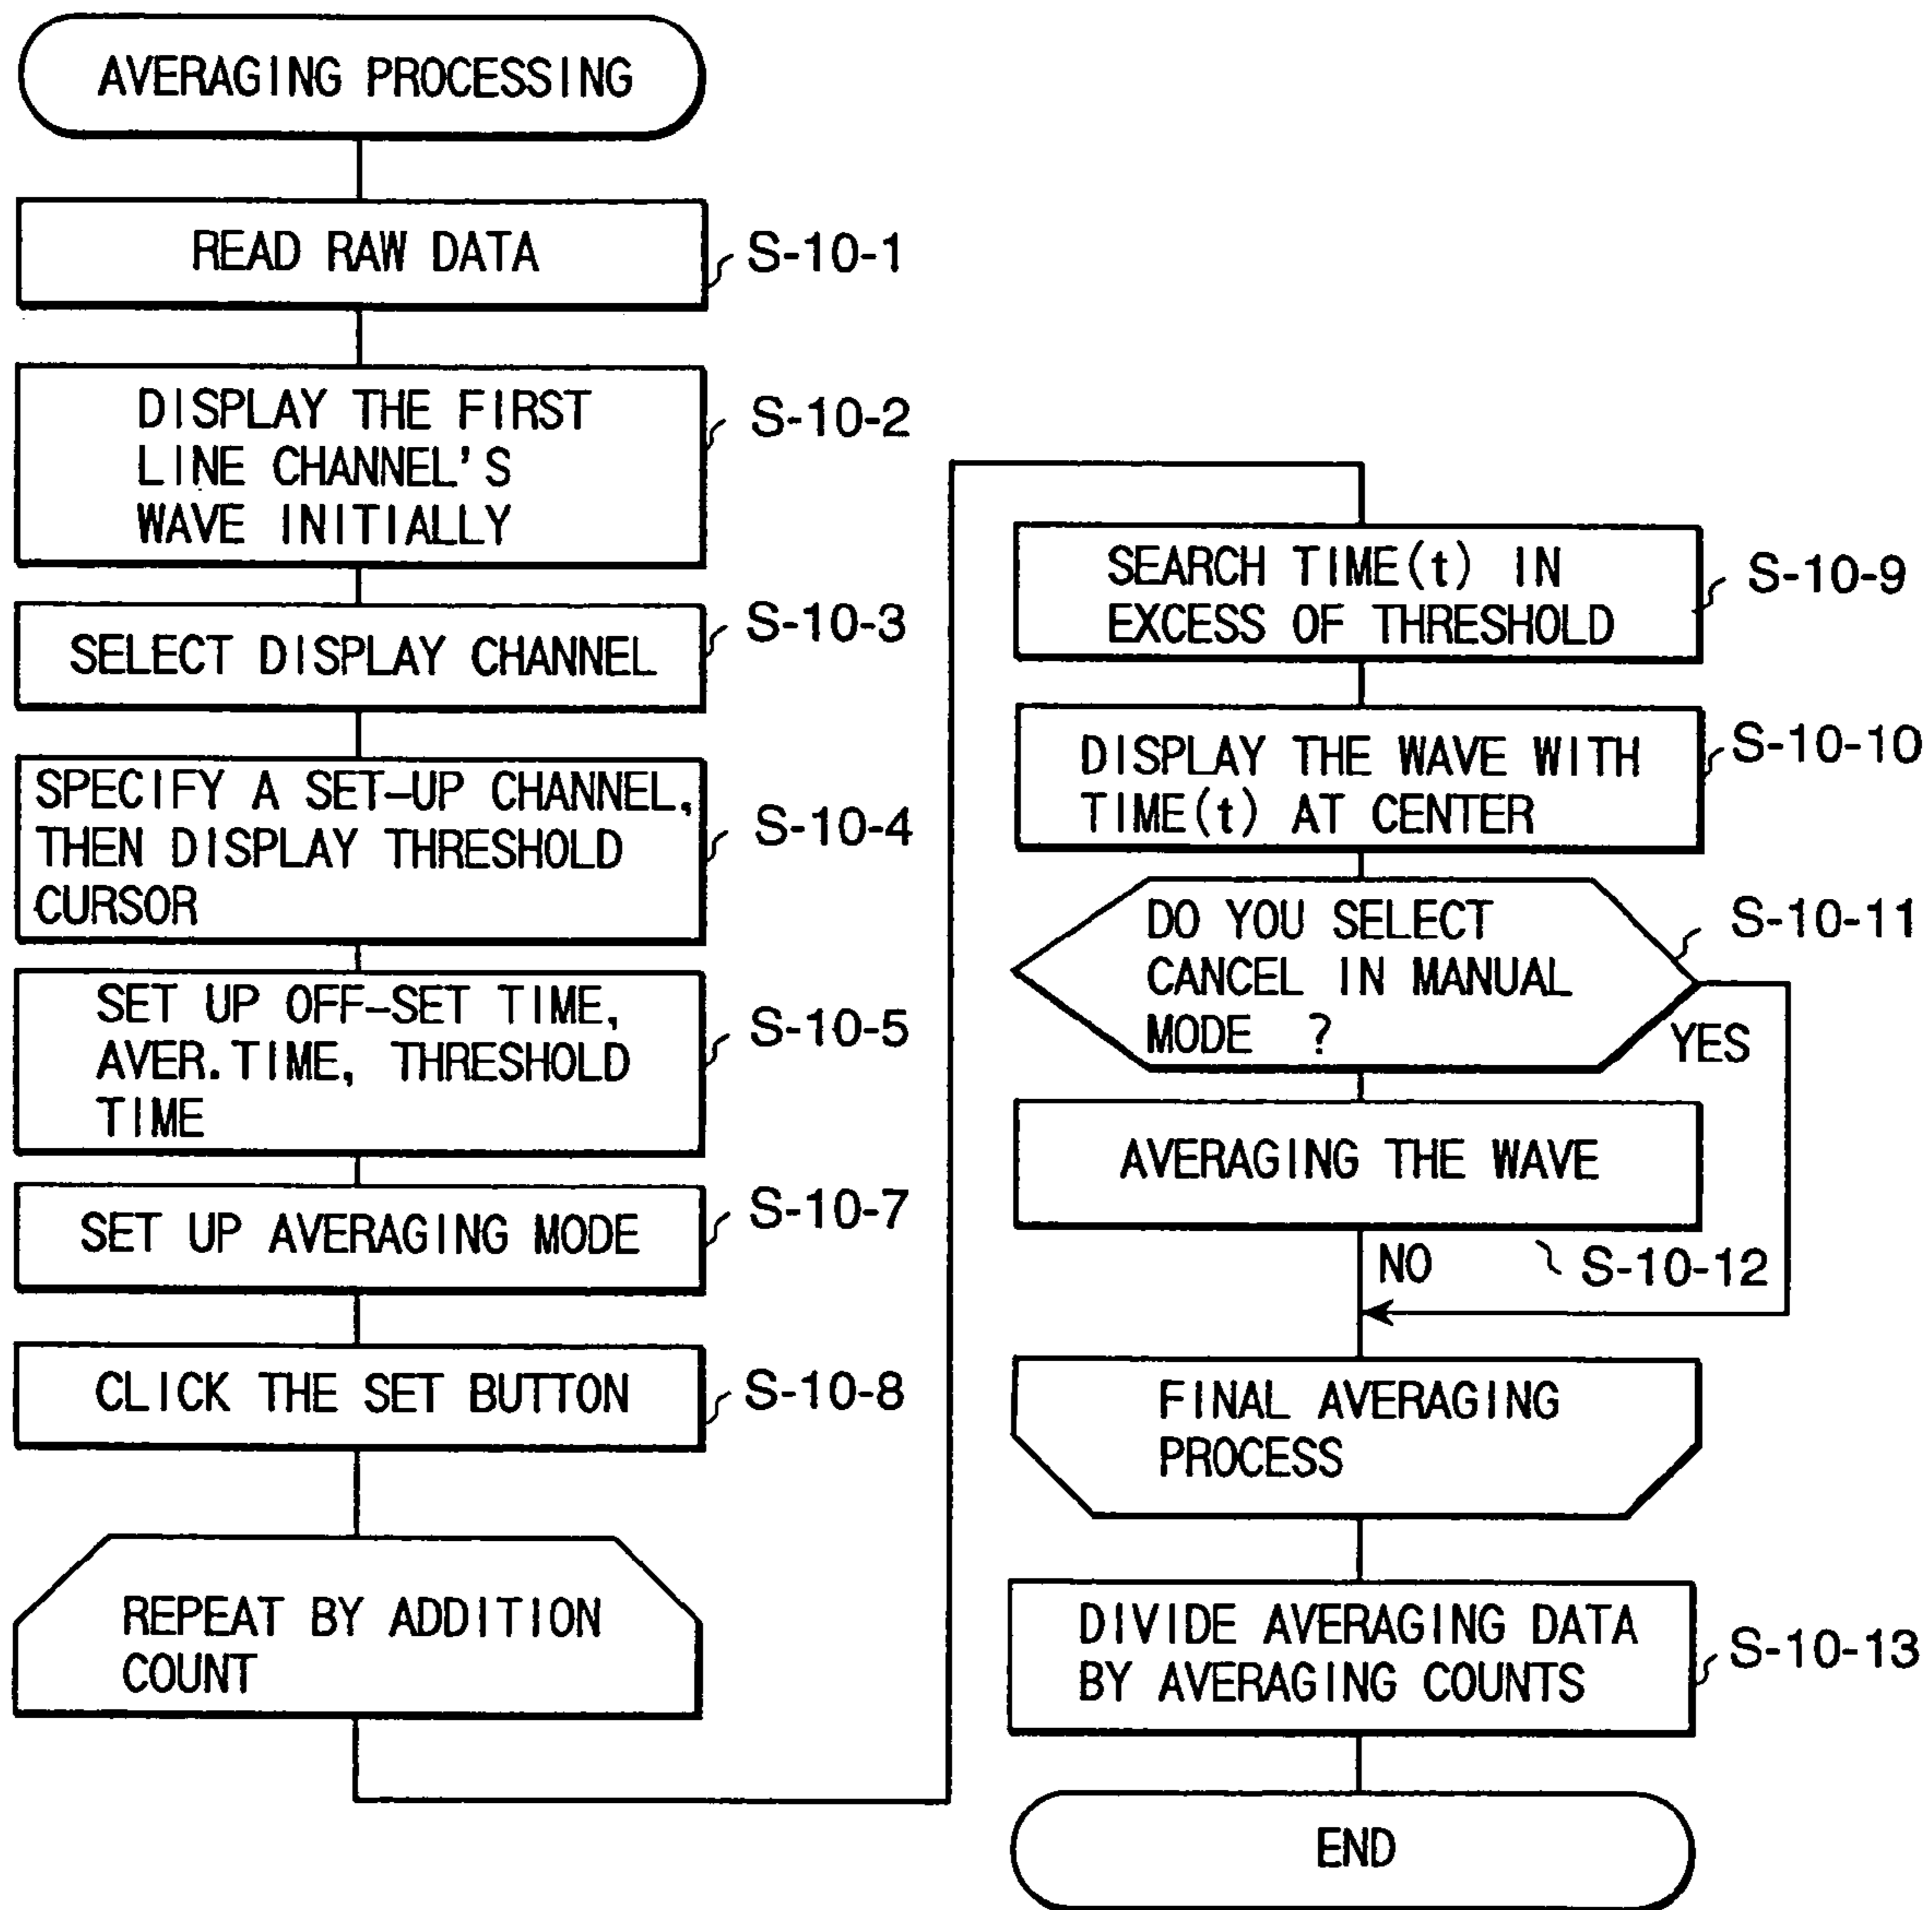 AVERAGING PROCESSING
READ RAW DATA
S-10-1
DISPLAY THE FIRST
LINE CHANNEL'S
WAVE INITIALLY
S-10-2
SELECT DISPLAY CHANNEL
S-10-3
SPECIFY A SET-UP CHANNEL,
THEN DISPLAY THRESHOLD
CURSOR
S-10-4
SET UP OFF-SET TIME,
AVER.TIME, THRESHOLD
TIME
S-10-5
SET UP AVERAGING MODE
S-10-7
CLICK THE SET BUTTON
S-10-8
REPEAT BY ADDITION
COUNT
SEARCH TIME(t) IN
EXCESS OF THRESHOLD
S-10-9
DISPLAY THE WAVE WITH
TIME(t) AT CENTER
S-10-10
DO YOU SELECT
CANCEL IN MANUAL
MODE ?
S-10-11
YES
AVERAGING THE WAVE
S-10-12
NO
FINAL AVERAGING
PROCESS
DIVIDE AVERAGING DATA
BY AVERAGING COUNTS
S-10-13
END